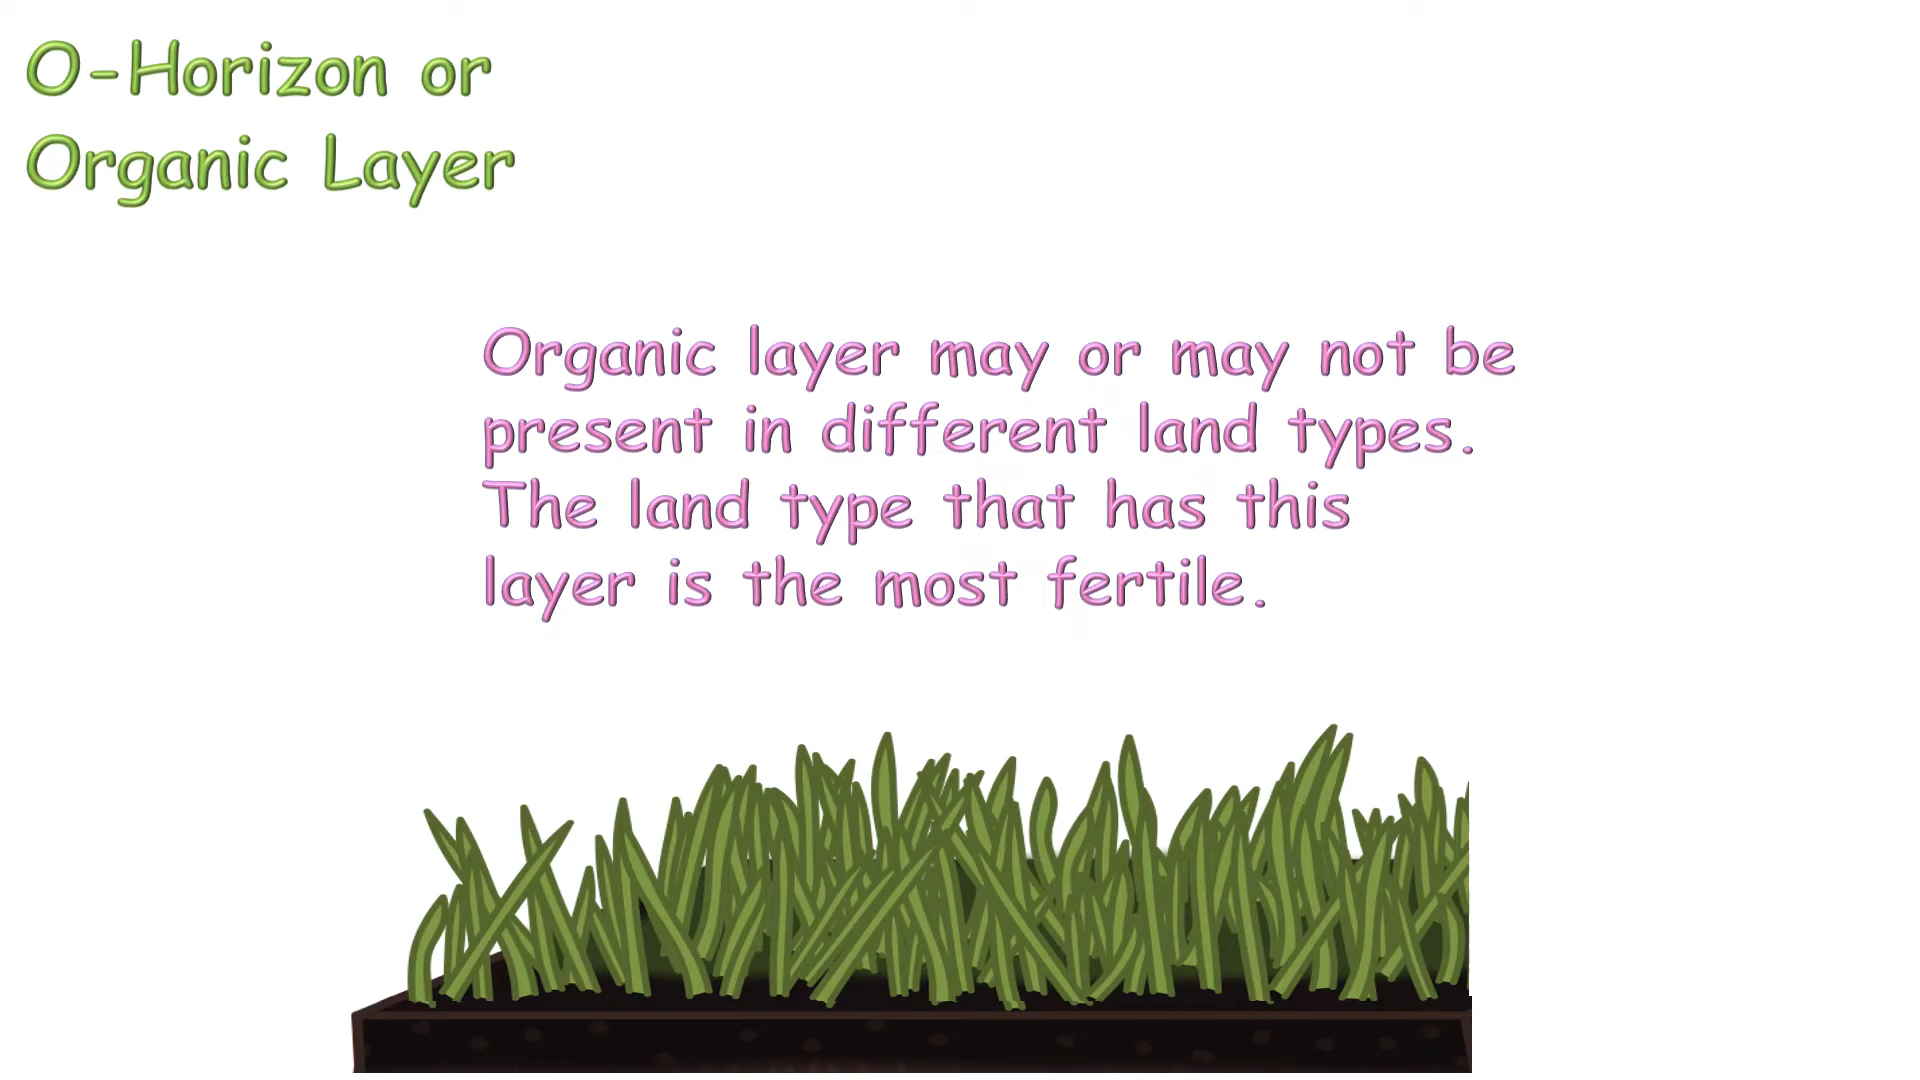 O-Horizon or
Organic Layer
Organic layer may or may not be
present in different land types.
The land type that has this
layer is the most fertile.